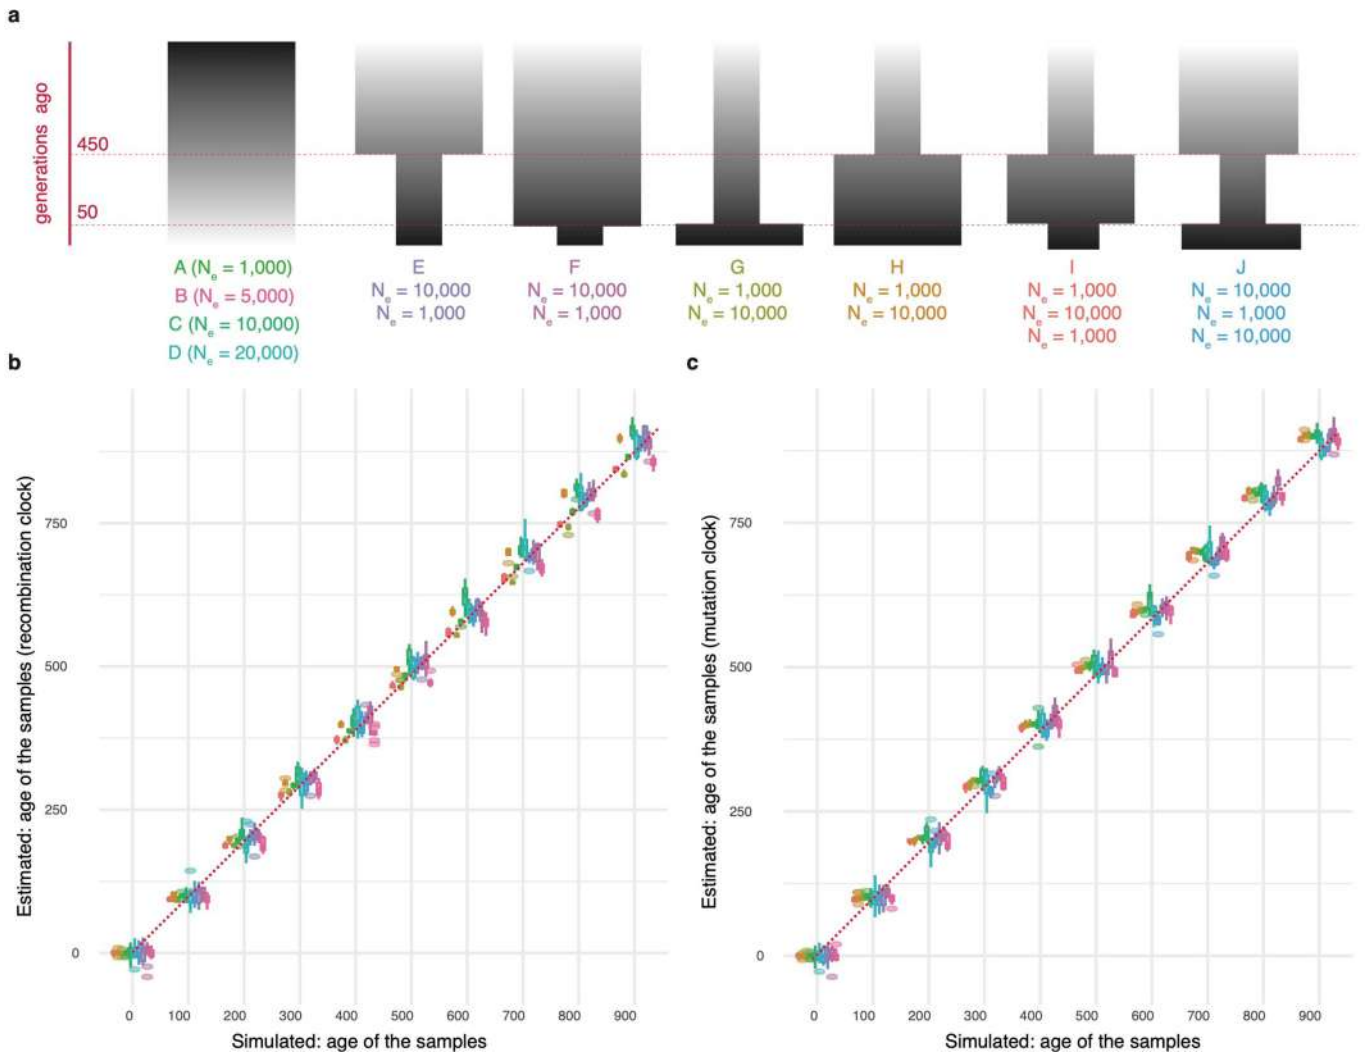 a
generations ago
450
50
A (Ne = 1,000)
B (Ne = 5,000)
C (Ne = 10,000)
D (Ne = 20,000)
E
Ne = 10,000
Ne = 1,000
F
Ne = 10,000
Ne = 1,000
G
Ne = 1,000
Ne = 10,000
H
Ne = 1,000
Ne = 10,000
I
Ne = 1,000
Ne = 10,000
Ne = 1,000
J
Ne = 10,000
Ne = 1,000
Ne = 10,000
b
Estimated: age of the samples (recombination clock)
750
500
250
0
0 100 200 300 400 500 600 700 800 900
Simulated: age of the samples
c
Estimated: age of the samples (mutation clock)
750
500
250
0
0 100 200 300 400 500 600 700 800 900
Simulated: age of the samples